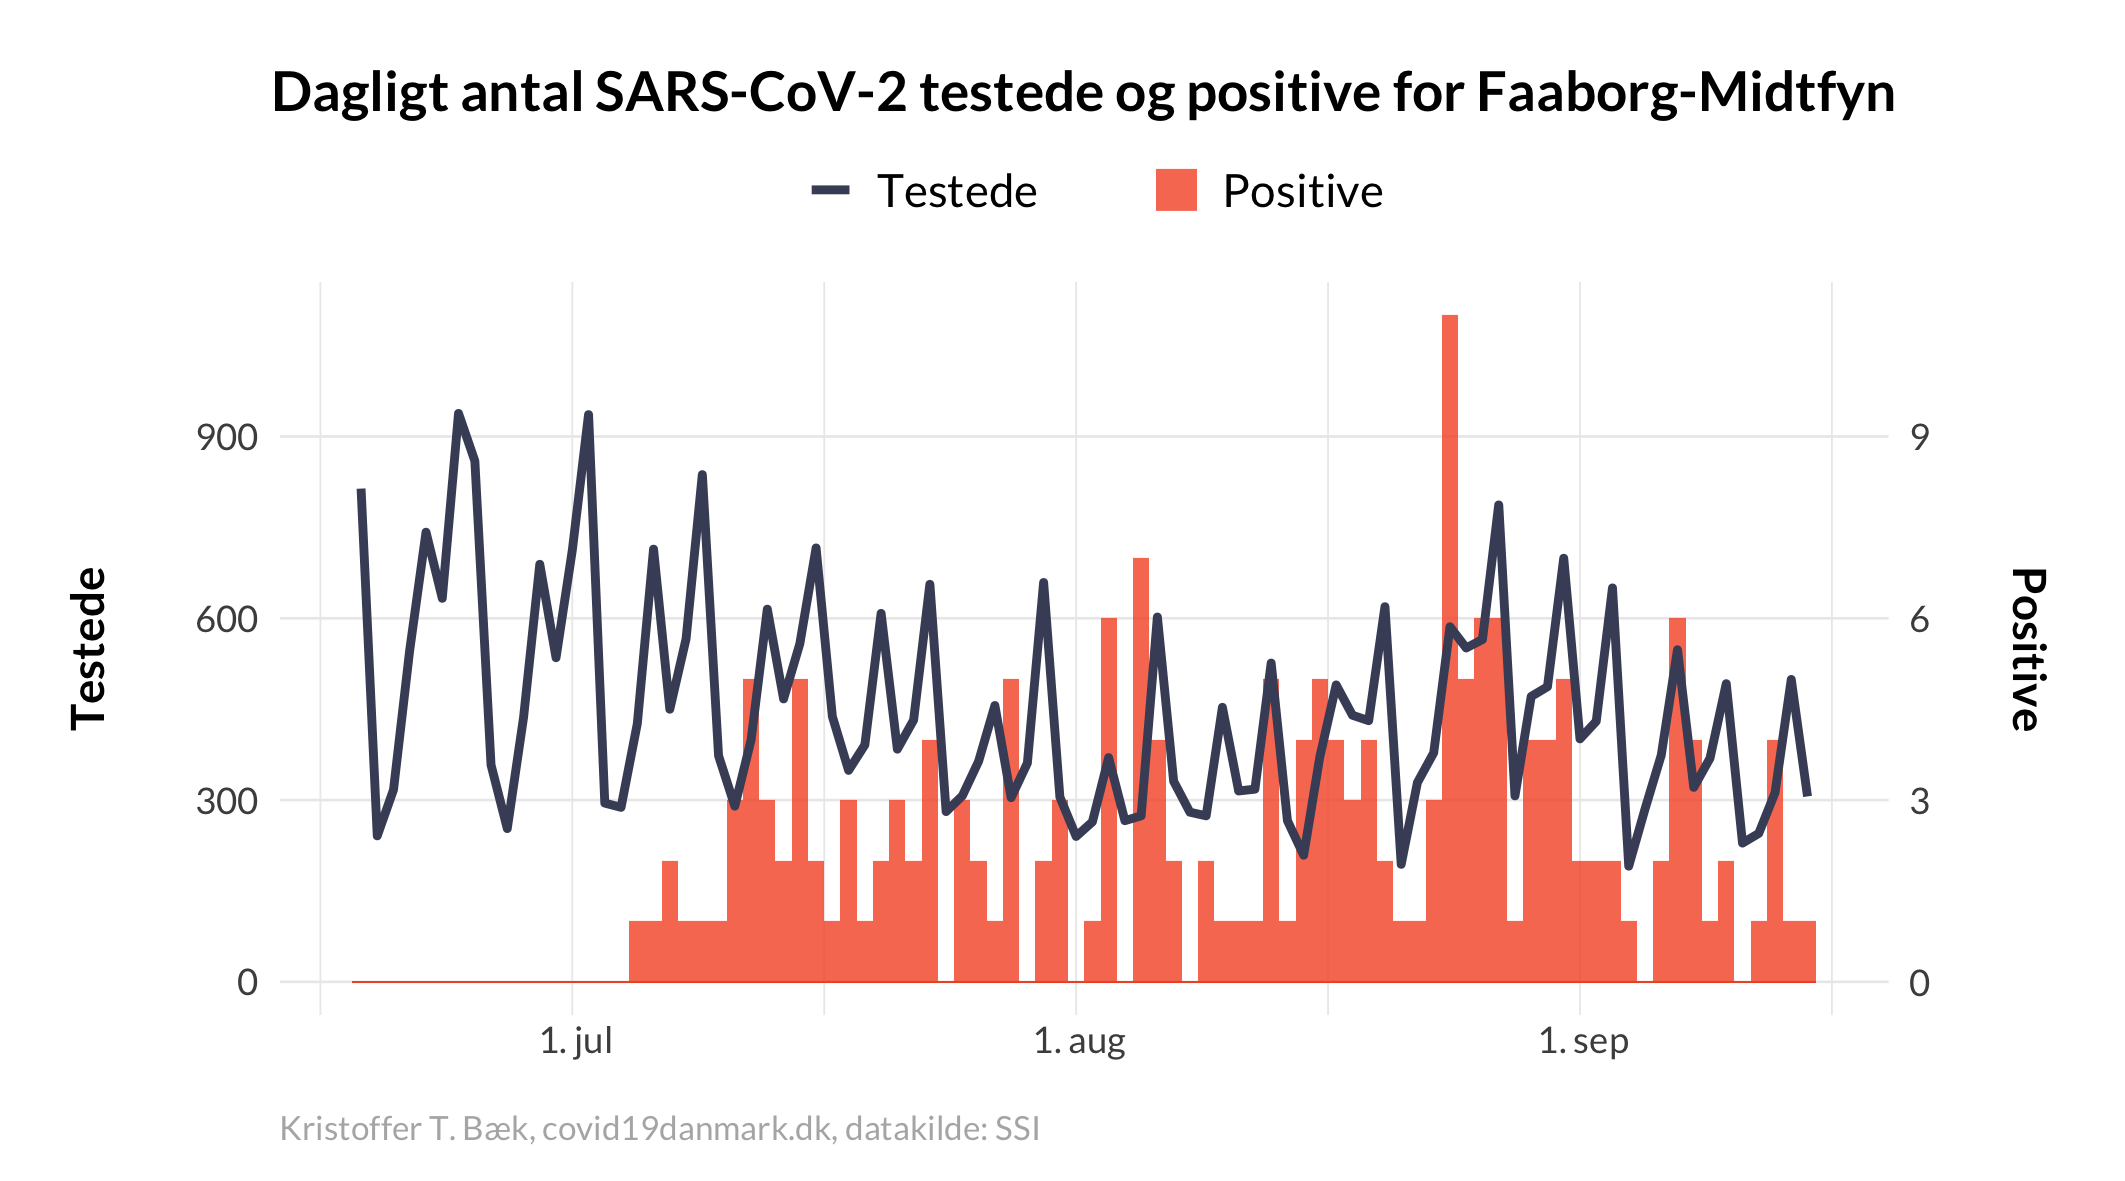 Dagligt antal SARS-CoV-2 testede og positive for Faaborg-Midtfyn
Testede
Positive
Testede
900
600
300
0
9
6
3
0
Positive
1. jul
1. aug
1. sep
Kristoffer T. Bæk, covid19danmark.dk, datakilde: SSI